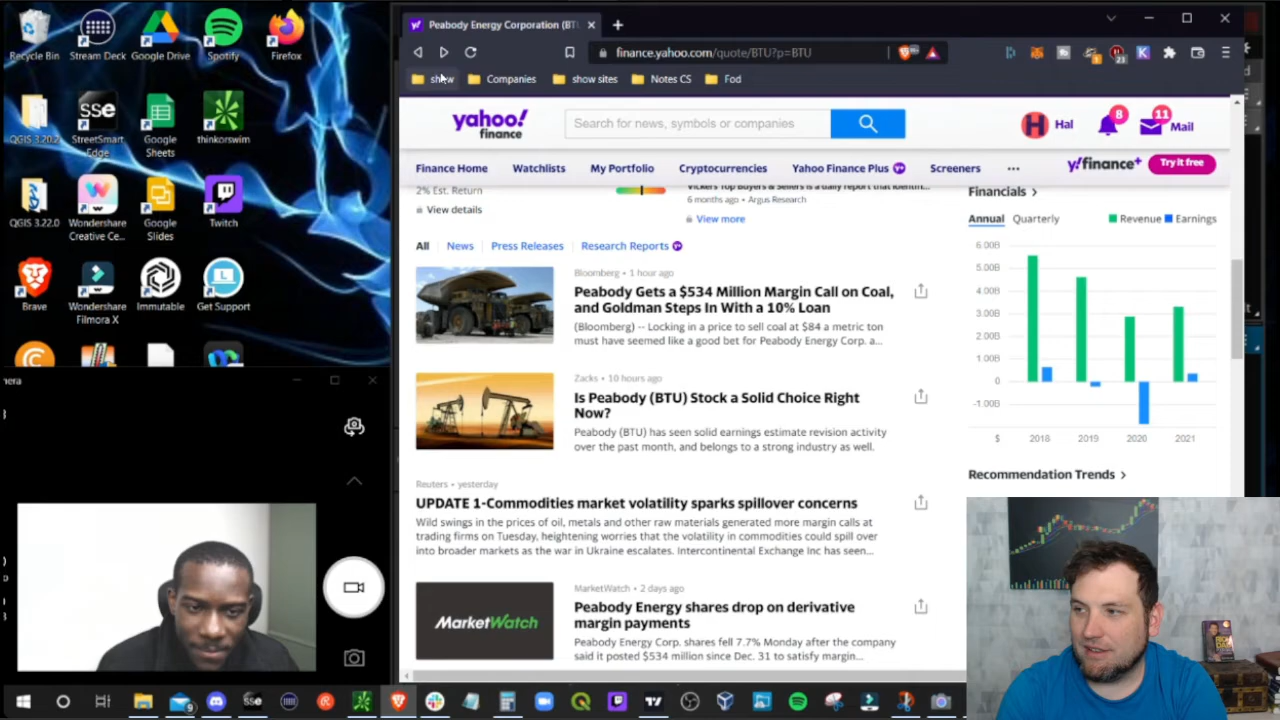 Recycle Bin
Stream Deck
Google Drive
Spotify
Firefox
QGIS 3.20.2
StreetSmart
Edge
Google
Sheets
thinkorswim
QGIS 3.22.0
Wondershare
Creative Ce...
Google
Slides
Twitch
Brave
Wondershare
Filmora X
Immutable
Get Support
nera
Peabody Energy Corporation (BTU
finance.yahoo.com/quote/BTU?p=BTU
show
Companies
show sites
Notes CS
Fod
yahoo!
finance
Search for news, symbols or companies
H
Hal
8
11
Mail
Finance Home
Watchlists
My Portfolio
Cryptocurrencies
Yahoo Finance Plus
Screeners
...
y!finance+
Try it free
2% Est. Return
View details
Vickers Top Buyers & Sellers is a daily report that identifi...
6 months ago • Argus Research
View more
All
News
Press Releases
Research Reports
Bloomberg • 1 hour ago
Peabody Gets a $534 Million Margin Call on Coal,
and Goldman Steps In With a 10% Loan
(Bloomberg) -- Locking in a price to sell coal at $84 a metric ton
must have seemed like a good bet for Peabody Energy Corp. a...
Zacks • 10 hours ago
Is Peabody (BTU) Stock a Solid Choice Right
Now?
Peabody (BTU) has seen solid earnings estimate revision activity
over the past month, and belongs to a strong industry as well.
Reuters • yesterday
UPDATE 1-Commodities market volatility sparks spillover concerns
Wild swings in the prices of oil, metals and other raw materials generated more margin calls at
trading firms on Tuesday, heightening worries that the volatility in commodities could spill over
into broader markets as the war in Ukraine escalates. Intercontinental Exchange Inc has seen...
MarketWatch
MarketWatch • 2 days ago
Peabody Energy shares drop on derivative
margin payments
Peabody Energy Corp. shares fell 7.7% Monday after the company
said it posted $534 million since Dec. 31 to satisfy margin...
Financials
Annual
Quarterly
Revenue
Earnings
6.00B
5.00B
4.00B
3.00B
2.00B
1.00B
0
-1.00B
$
2018
2019
2020
2021
Recommendation Trends